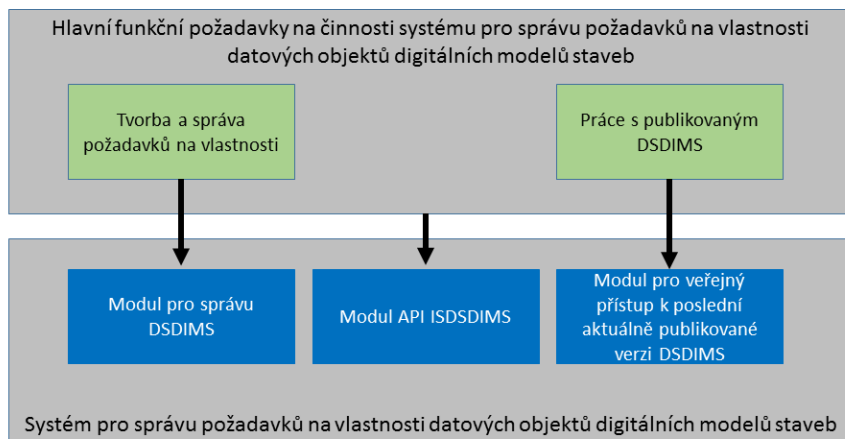 Hlavní funkční požadavky na činnosti systému pro správu požadavků na vlastnosti
datových objektů digitálních modelů staveb
Tvorba a správa
požadavků na vlastnosti
Práce s publikovaným
DSDIMS
Modul pro správu
DSDIMS
Modul API ISDSDIMS
Modul pro veřejný
přístup k poslední
aktuálně publikované
verzi DSDIMS
Systém pro správu požadavků na vlastnosti datových objektů digitálních modelů staveb